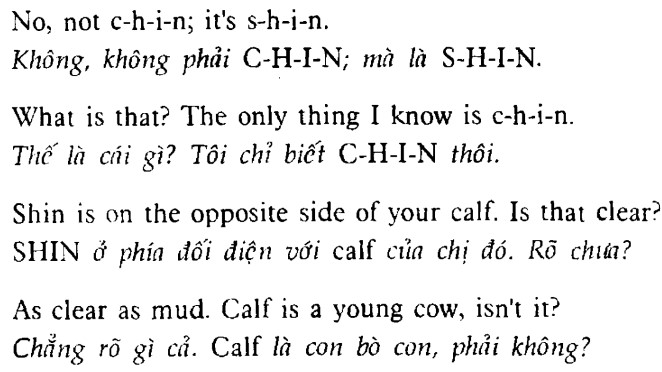 No, not c-h-i-n; it's s-h-i-n.
Không, không phải C-H-I-N; mà là S-H-I-N.
What is that? The only thing I know is c-h-i-n.
Thế là cái gì? Tôi chỉ biết C-H-I-N thôi.
Shin is on the opposite side of your calf. Is that clear?
SHIN ở phía đối điện với calf của chị đó. Rõ chưa?
As clear as mud. Calf is a young cow, isn't it?
Chẳng rõ gì cả. Calf là con bò con, phải không?